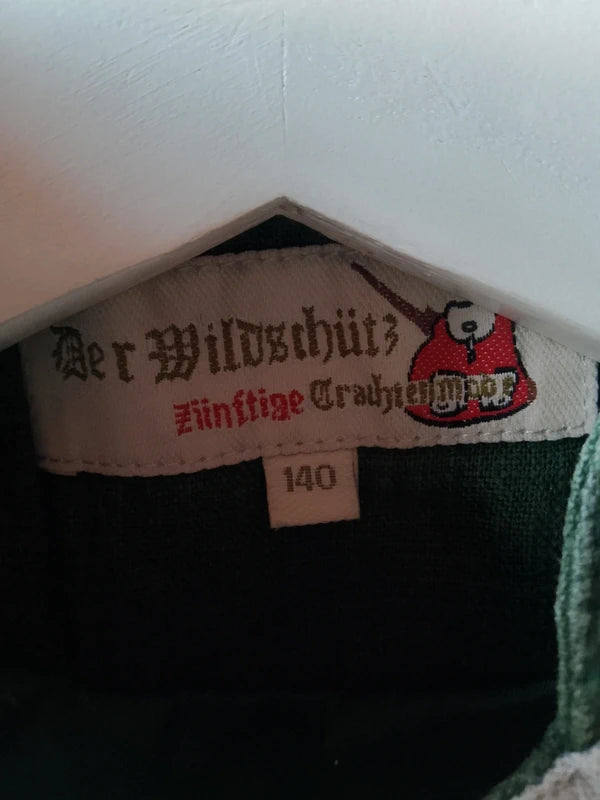 Der Wildschütz
Zünftige Trachtenmode
140